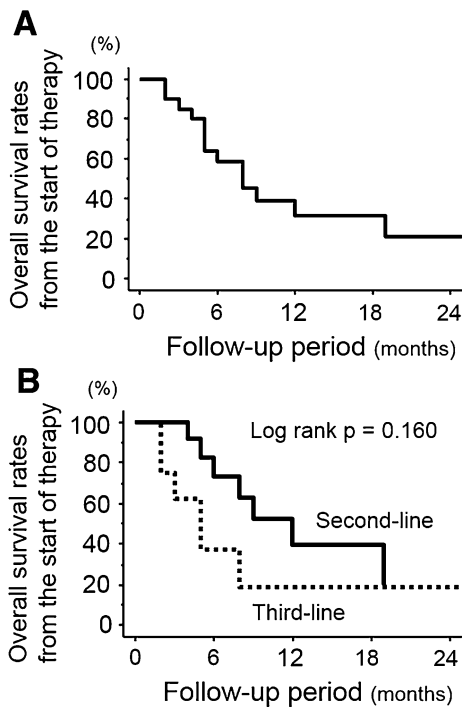 A
(%)
Overall survival rates
from the start of therapy
100
80
60
40
20
0
0 6 12 18 24
Follow-up period (months)
B
(%)
Overall survival rates
from the start of therapy
100
80
60
40
20
0
Log rank p = 0.160
Second-line
Third-line
0 6 12 18 24
Follow-up period (months)